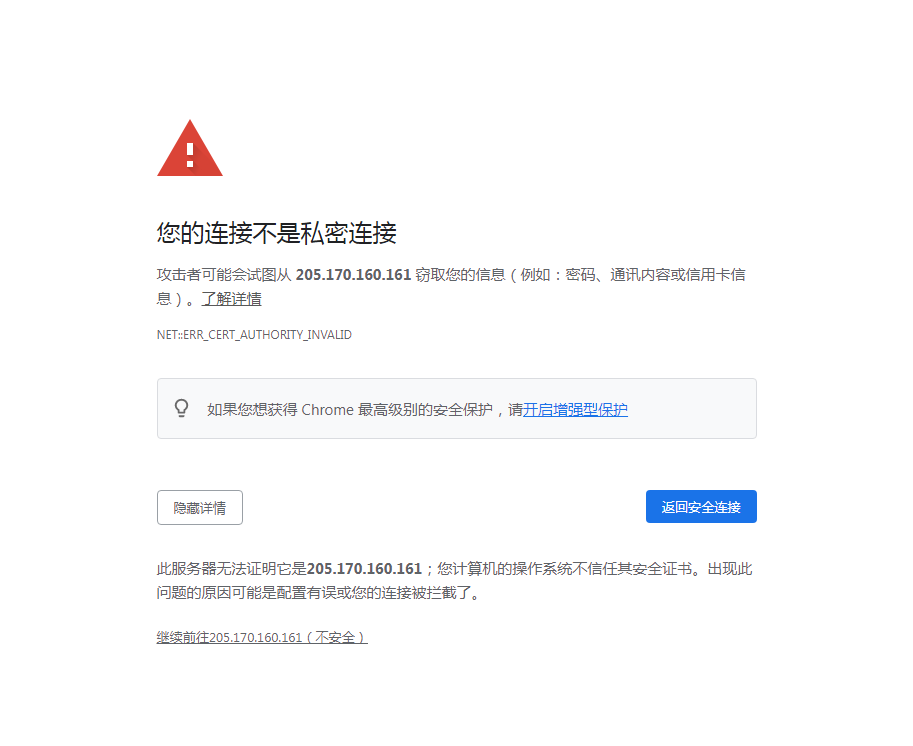 您的连接不是私密连接
攻击者可能会试图从 205.170.160.161 窃取您的信息（例如：密码、通讯内容或信用卡信
息）。了解详情
NET::ERR_CERT_AUTHORITY_INVALID
如果您想获得 Chrome 最高级别的安全保护，请开启增强型保护
隐藏详情
返回安全连接
此服务器无法证明它是205.170.160.161；您计算机的操作系统不信任其安全证书。出现此
问题的原因可能是配置有误或您的连接被拦截了。
继续前往205.170.160.161（不安全）